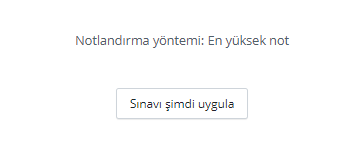 Notlandırma yöntemi: En yüksek not
Sınavı şimdi uygula